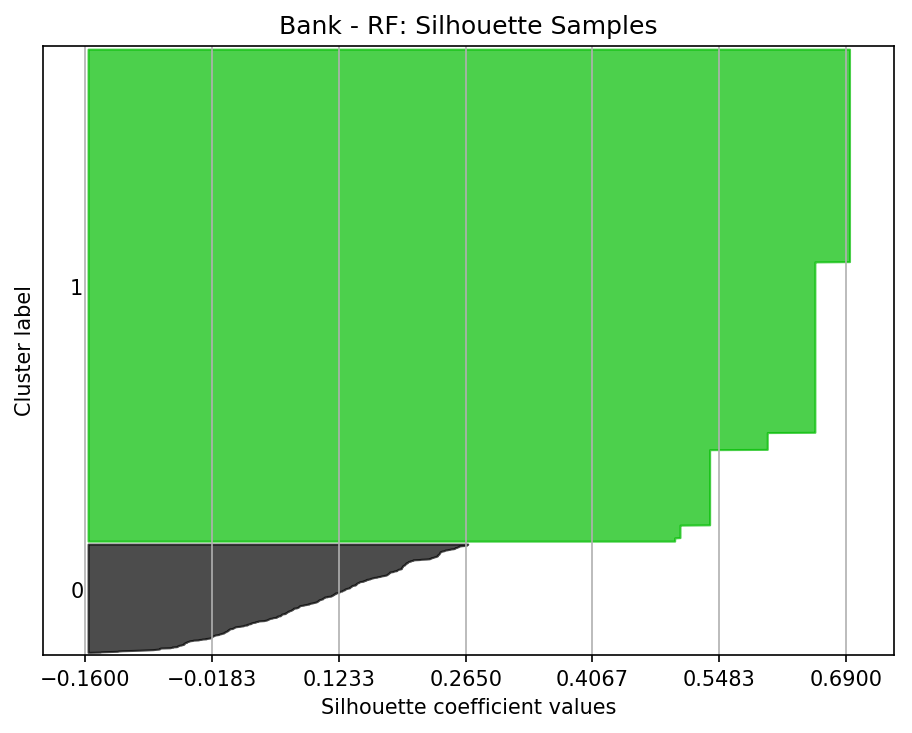 Bank - RF: Silhouette Samples
Cluster label
1
0
−0.1600 −0.0183 0.1233 0.2650 0.4067 0.5483 0.6900
Silhouette coefficient values